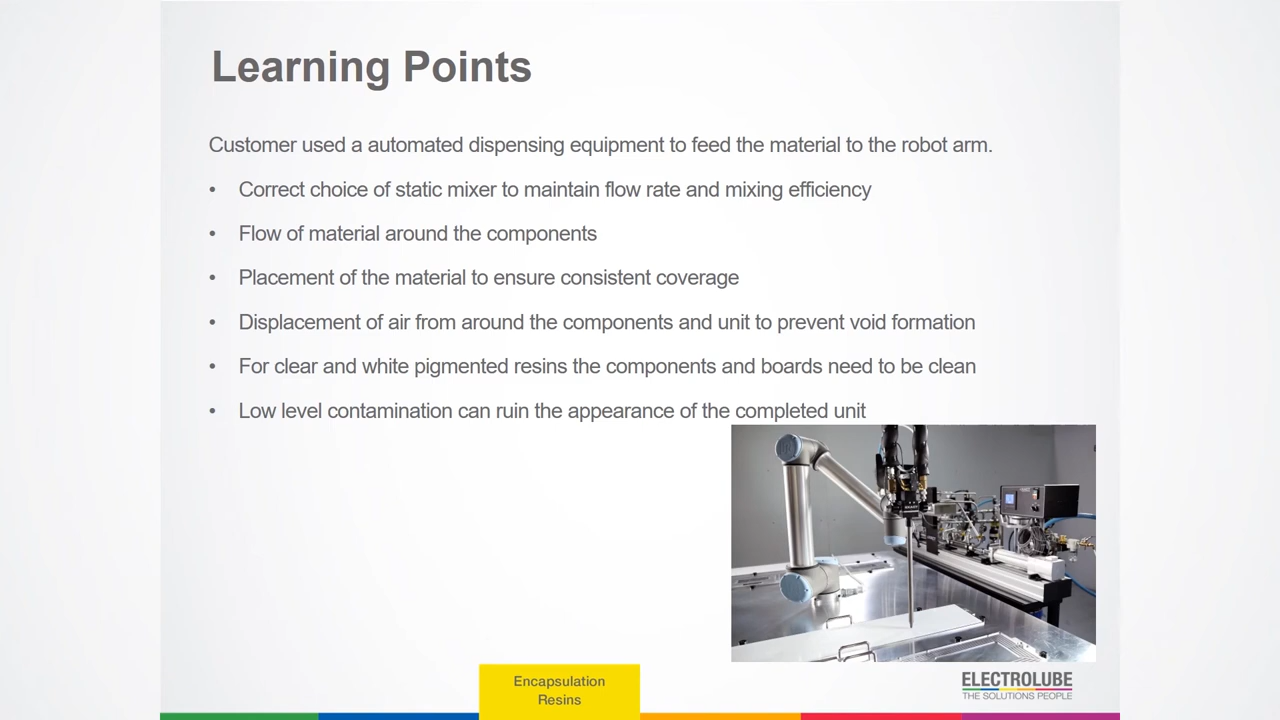 Learning Points
Customer used a automated dispensing equipment to feed the material to the robot arm.
• Correct choice of static mixer to maintain flow rate and mixing efficiency
• Flow of material around the components
• Placement of the material to ensure consistent coverage
• Displacement of air from around the components and unit to prevent void formation
• For clear and white pigmented resins the components and boards need to be clean
• Low level contamination can ruin the appearance of the completed unit
Encapsulation
Resins
ELECTROLUBE
THE SOLUTIONS PEOPLE